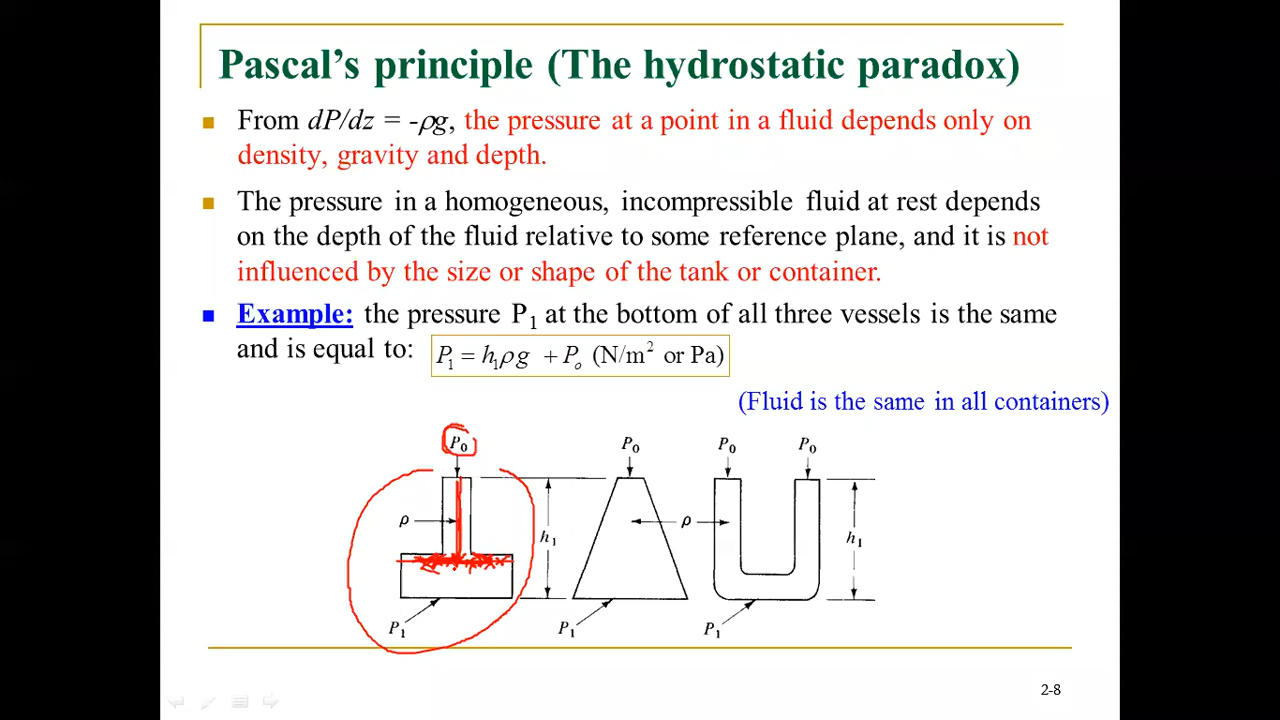 Pascal’s principle (The hydrostatic paradox)
From dP/dz = -ρg, the pressure at a point in a fluid depends only on
density, gravity and depth.
The pressure in a homogeneous, incompressible fluid at rest depends
on the depth of the fluid relative to some reference plane, and it is not
influenced by the size or shape of the tank or container.
Example: the pressure P₁ at the bottom of all three vessels is the same
and is equal to: P₁ = h₁ρg + Pₒ (N/m² or Pa)
(Fluid is the same in all containers)
P₀ P₀ P₀ P₀
ρ ρ
h₁ h₁
P₁ P₁ P₁
2-8